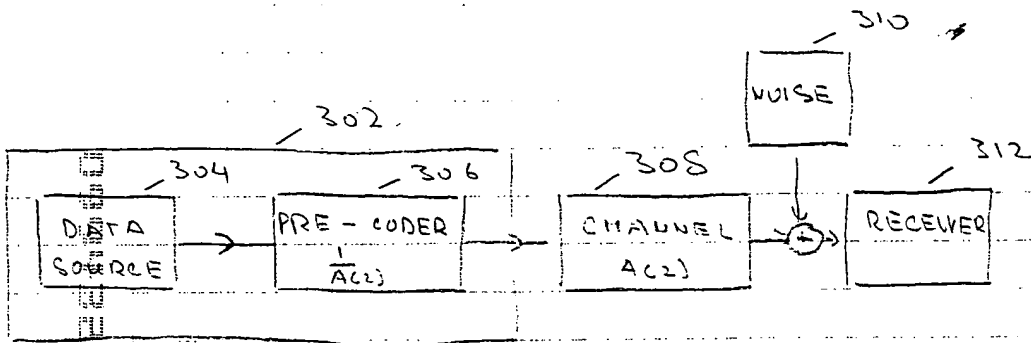 310
NOISE
302
304
306
308
312
DATA
SOURCE
PRE-CODER
1
A(z)
CHANNEL
A(z)
+
RECEIVER